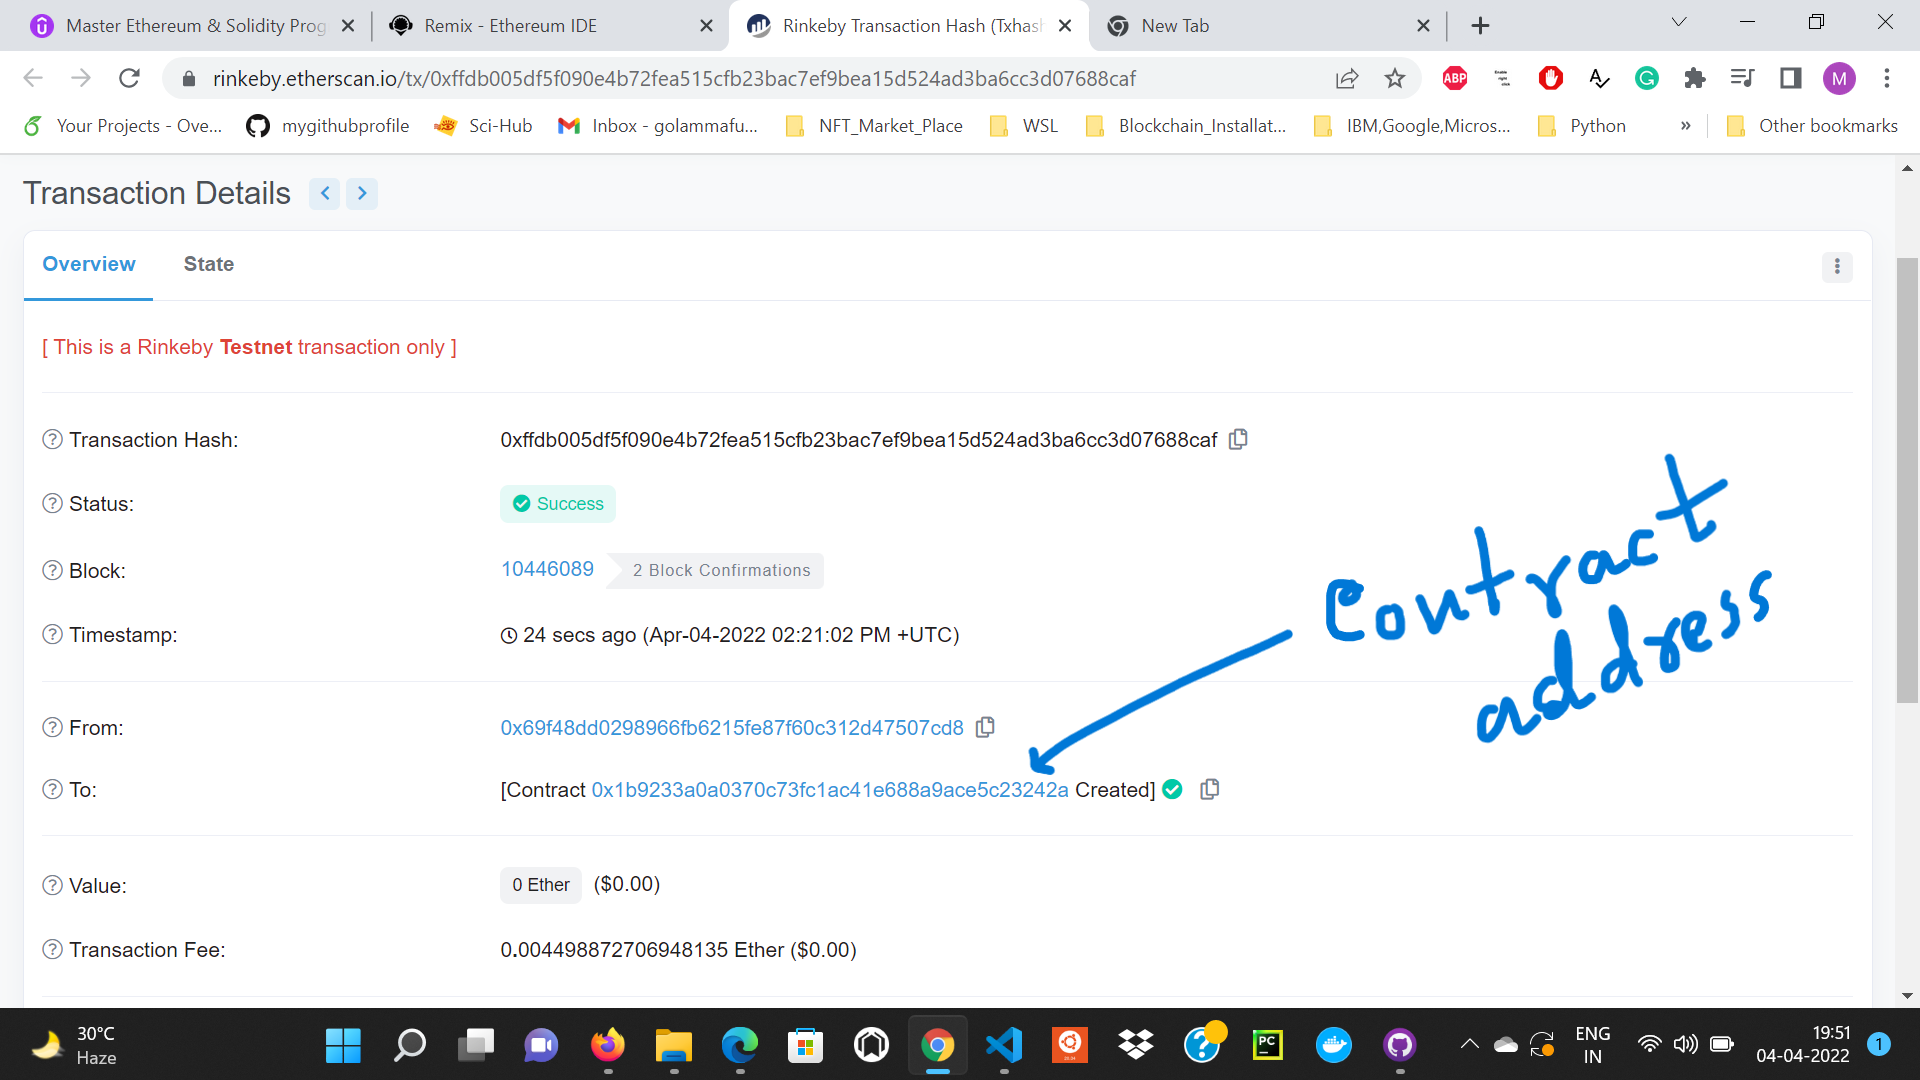 Master Ethereum & Solidity Prog
Remix - Ethereum IDE
Rinkeby Transaction Hash (Txhash
New Tab
rinkeby.etherscan.io/tx/0xffdb005df5f090e4b72fea515cfb23bac7ef9bea15d524ad3ba6cc3d07688caf
ABP
M
Your Projects - Ove...
mygithubprofile
Sci-Hub
Inbox - golammafu...
NFT_Market_Place
WSL
Blockchain_Installat...
IBM,Google,Micros...
Python
»
Other bookmarks
Transaction Details
Overview
State
[ This is a Rinkeby Testnet transaction only ]
Transaction Hash:
0xffdb005df5f090e4b72fea515cfb23bac7ef9bea15d524ad3ba6cc3d07688caf
Status:
Success
Block:
10446089
2 Block Confirmations
Timestamp:
24 secs ago (Apr-04-2022 02:21:02 PM +UTC)
Contract
address
From:
0x69f48dd0298966fb6215fe87f60c312d47507cd8
To:
[Contract 0x1b9233a0a0370c73fc1ac41e688a9ace5c23242a Created]
Value:
0 Ether ($0.00)
Transaction Fee:
0.004498872706948135 Ether ($0.00)
30°C
Haze
PC
ENG
IN
19:51
04-04-2022
1